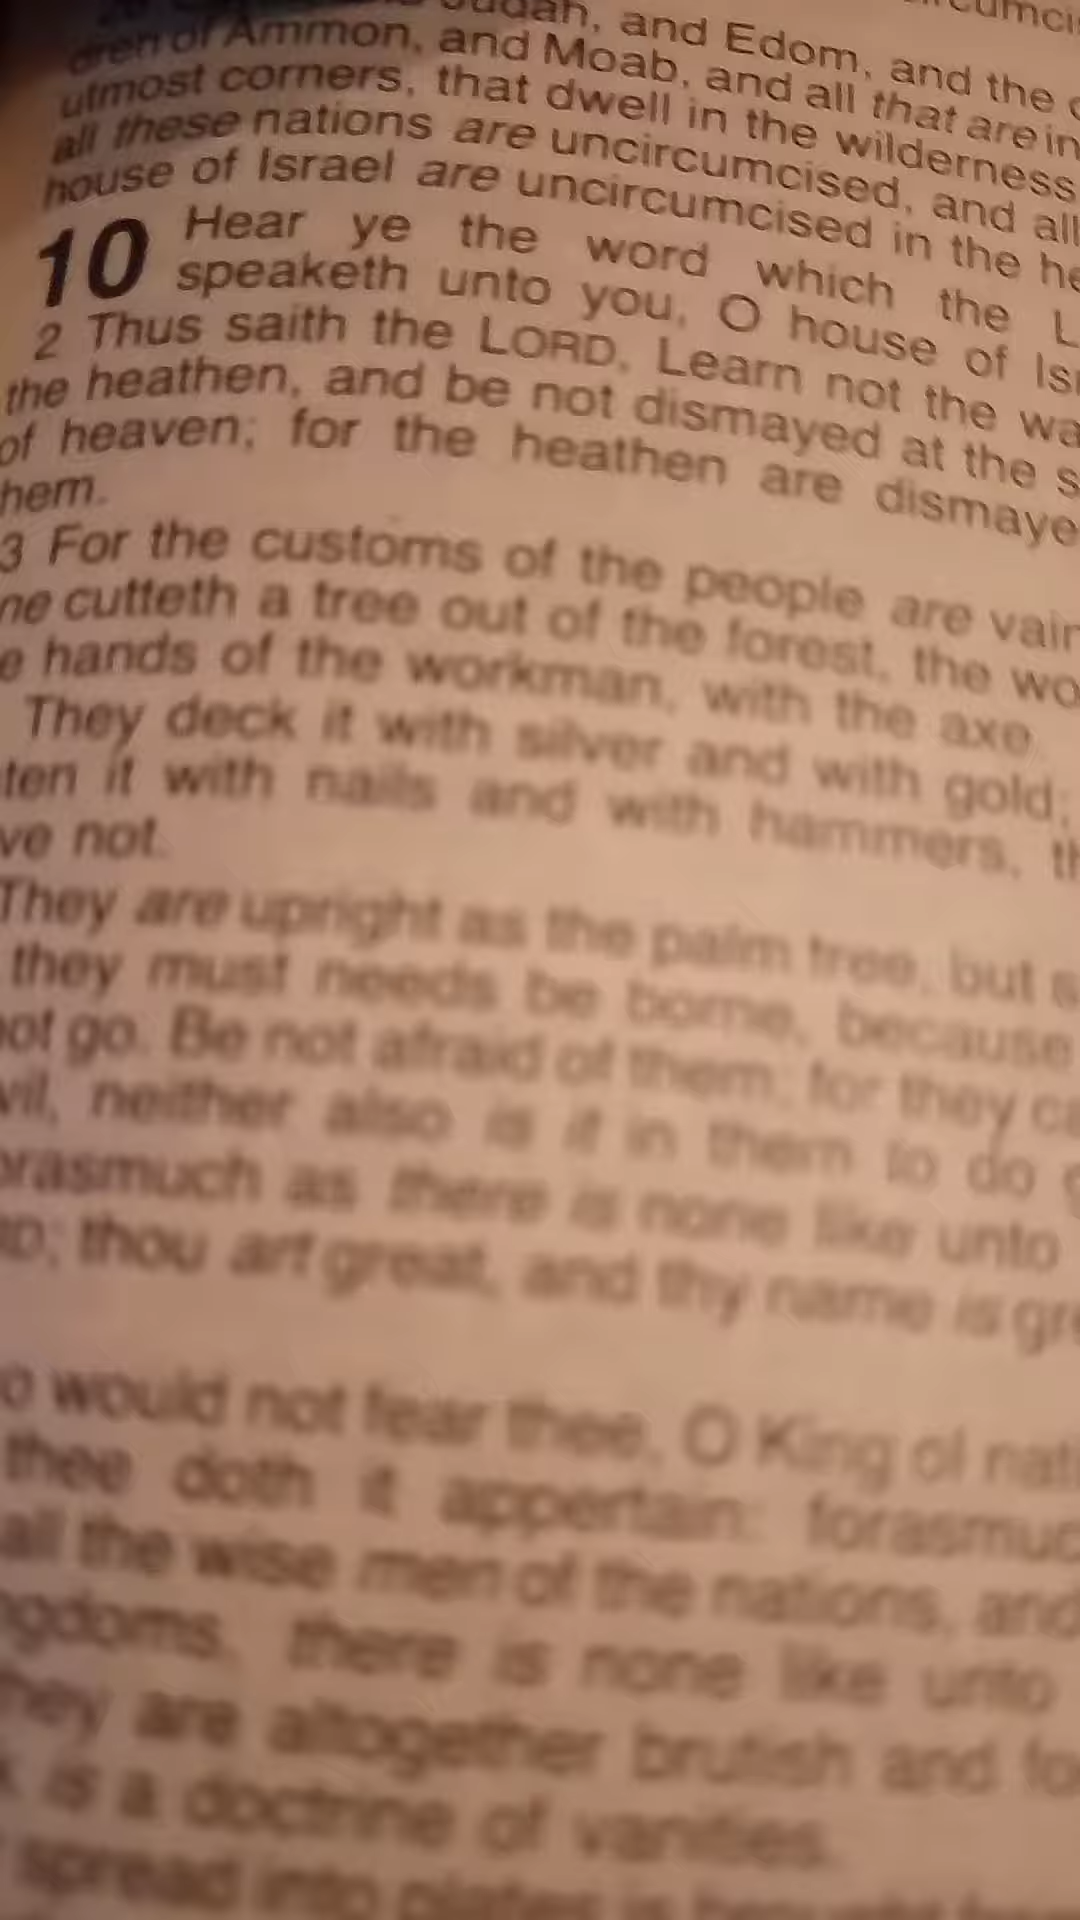 Judah, and Edom, and the
dren of Ammon, and Moab, and all that are in
utmost corners, that dwell in the wilderness
all these nations are uncircumcised, and all
house of Israel are uncircumcised in the he
10 Hear ye the word which the L
speaketh unto you, O house of Isr
2 Thus saith the LORD, Learn not the wa
the heathen, and be not dismayed at the s
of heaven; for the heathen are dismaye
hem.
3 For the customs of the people are vain
ne cutteth a tree out of the forest, the wo
e hands of the workman, with the axe.
They deck it with silver and with gold;
ten it with nails and with hammers, th
ve not.
They are upright as the palm tree, but s
they must needs be borne, because
not go. Be not afraid of them; for they ca
vil, neither also is it in them to do g
orasmuch as there is none like unto
RD; thou art great, and thy name is gre
o would not fear thee, O King of nati
thee doth it appertain: forasmuc
all the wise men of the nations, and
ngdoms, there is none like unto
hey are altogether brutish and fo
k is a doctrine of vanities.
spread into plates is